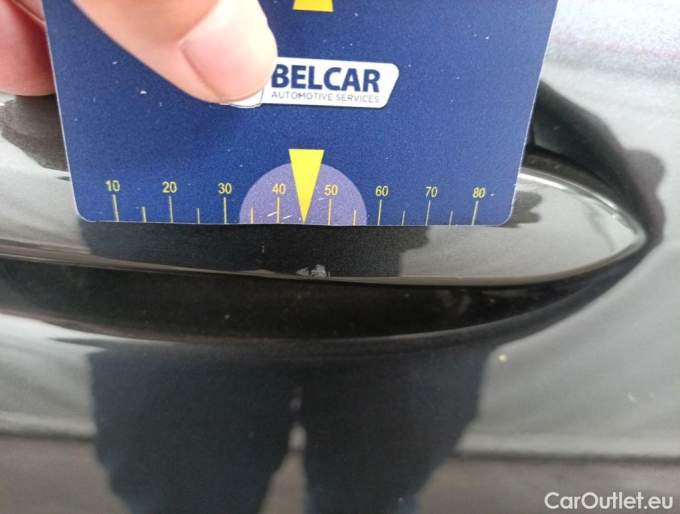 BELCAR
AUTOMOTIVE SERVICES
10 20 30 40 50 60 70 80
CarOutlet.eu